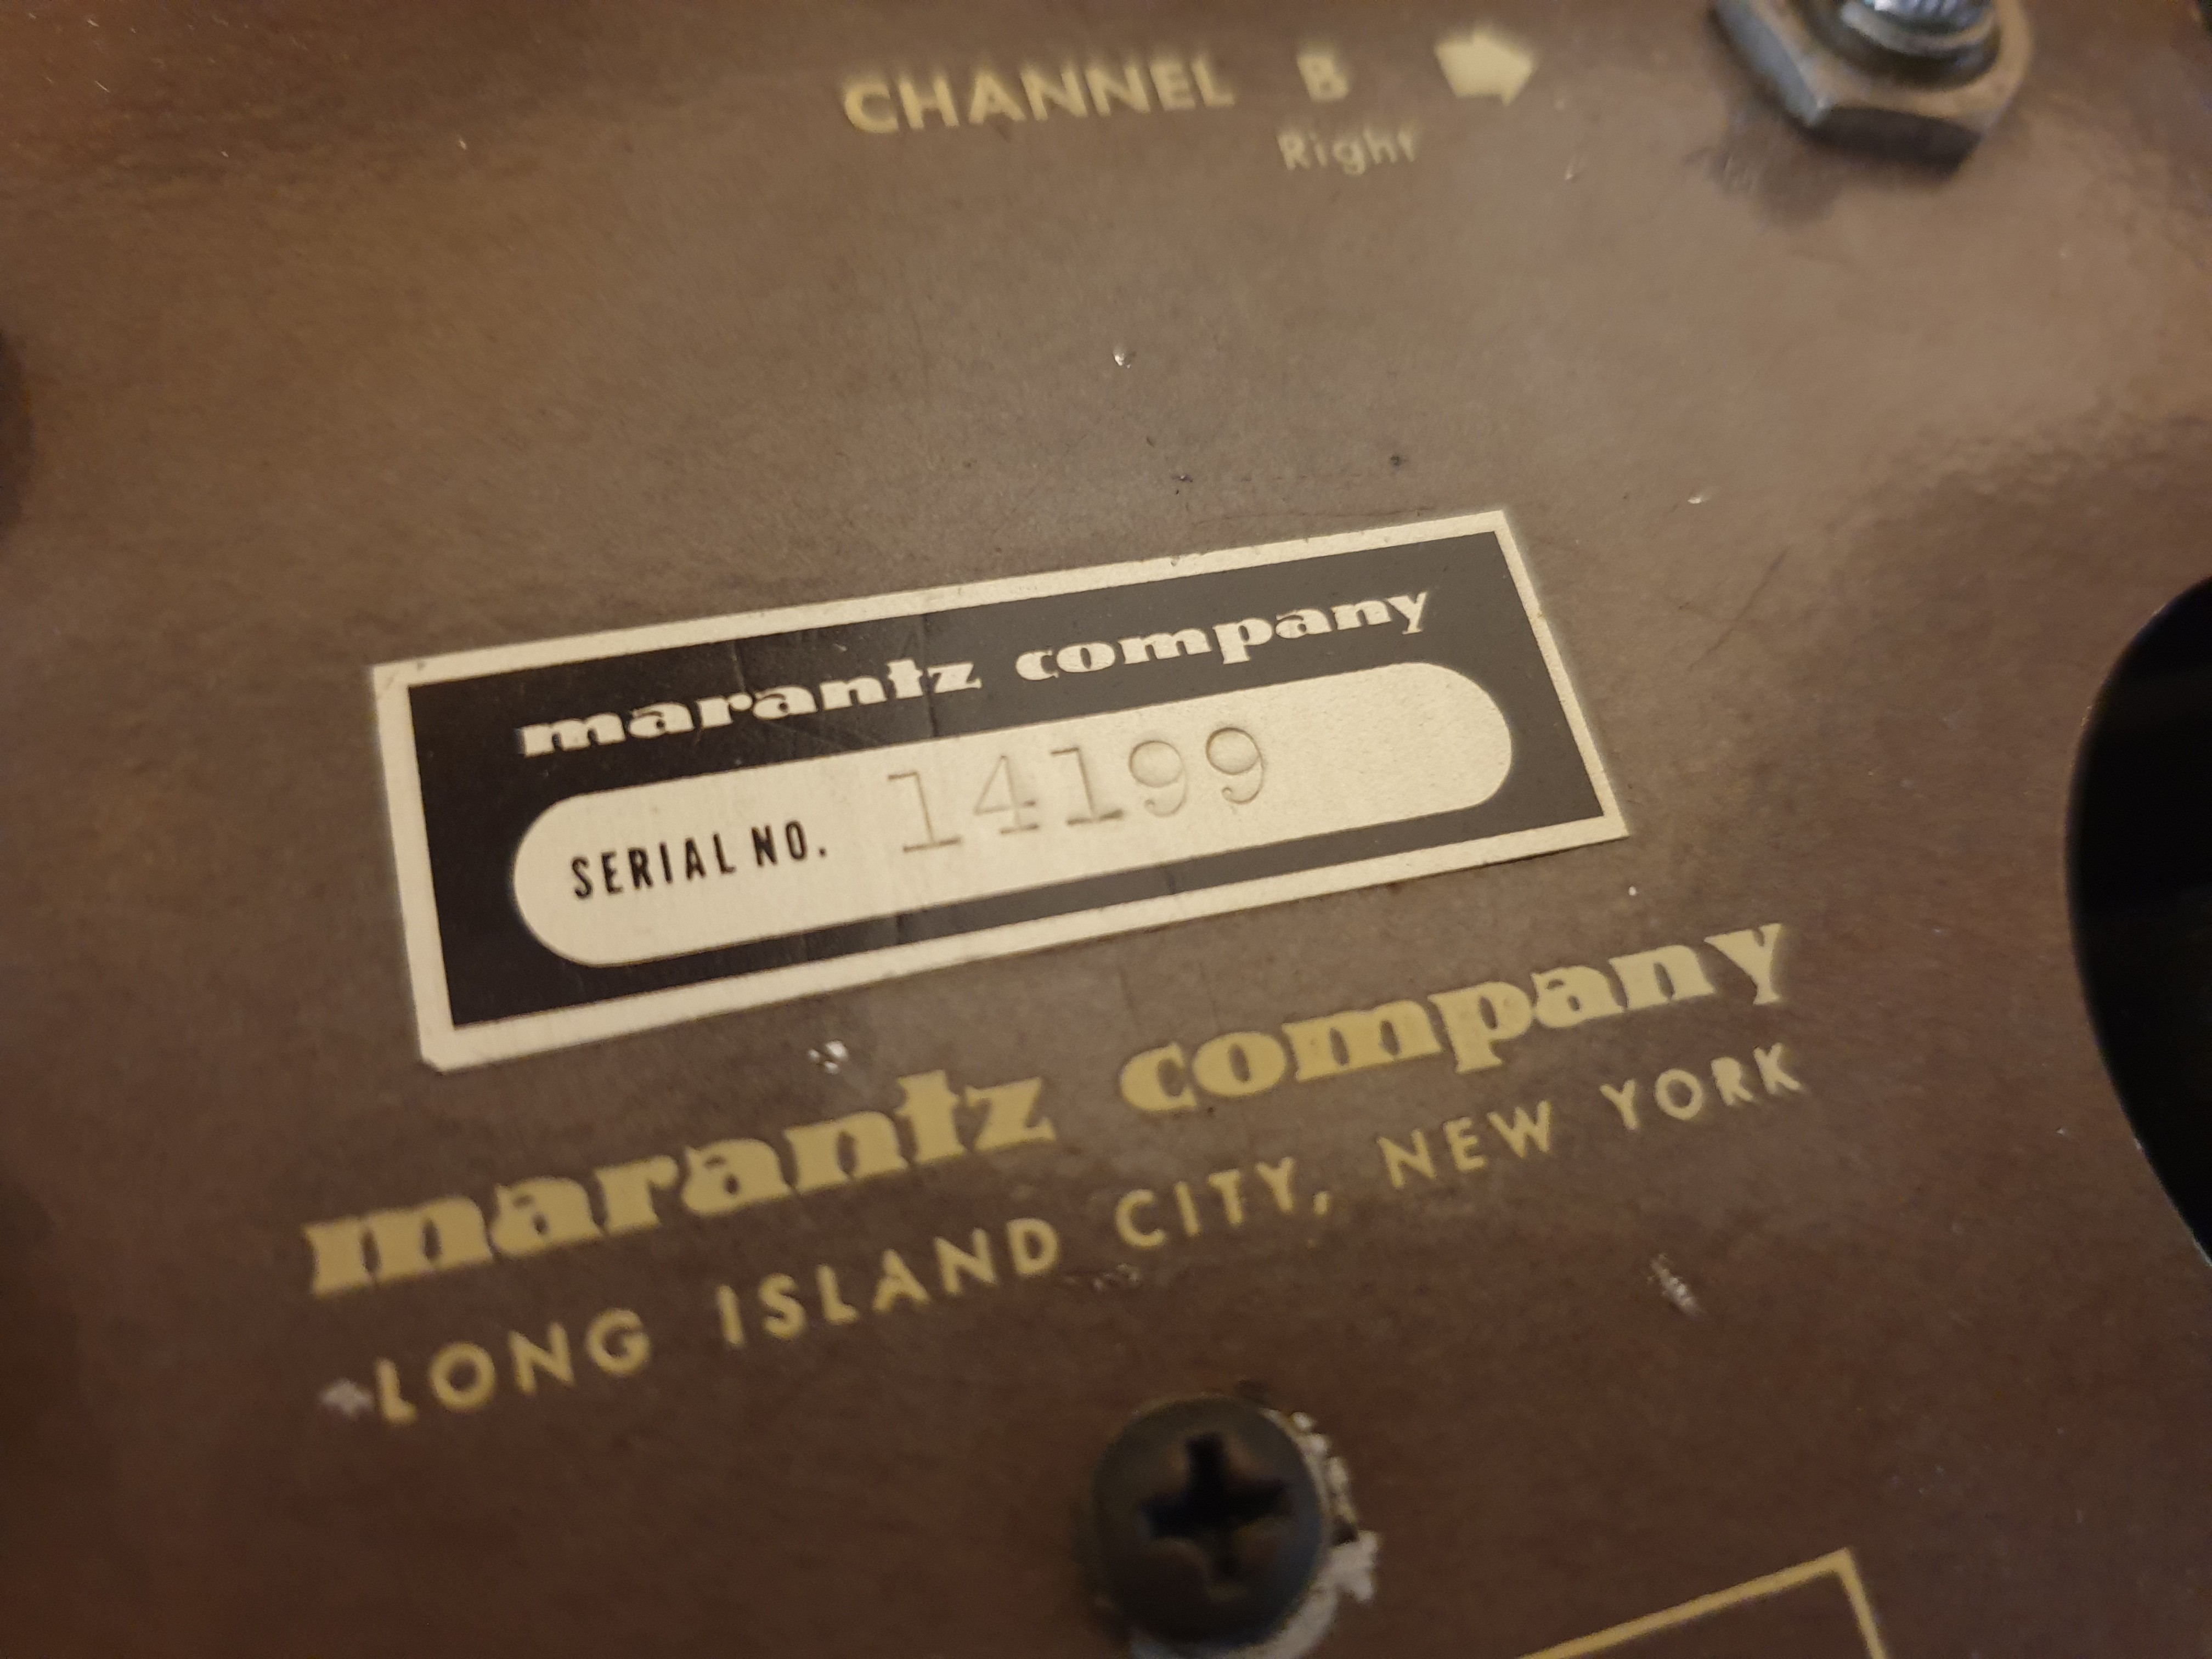 CHANNEL B
Right
marantz company
SERIAL NO. 14199
marantz company
LONG ISLAND CITY, NEW YORK